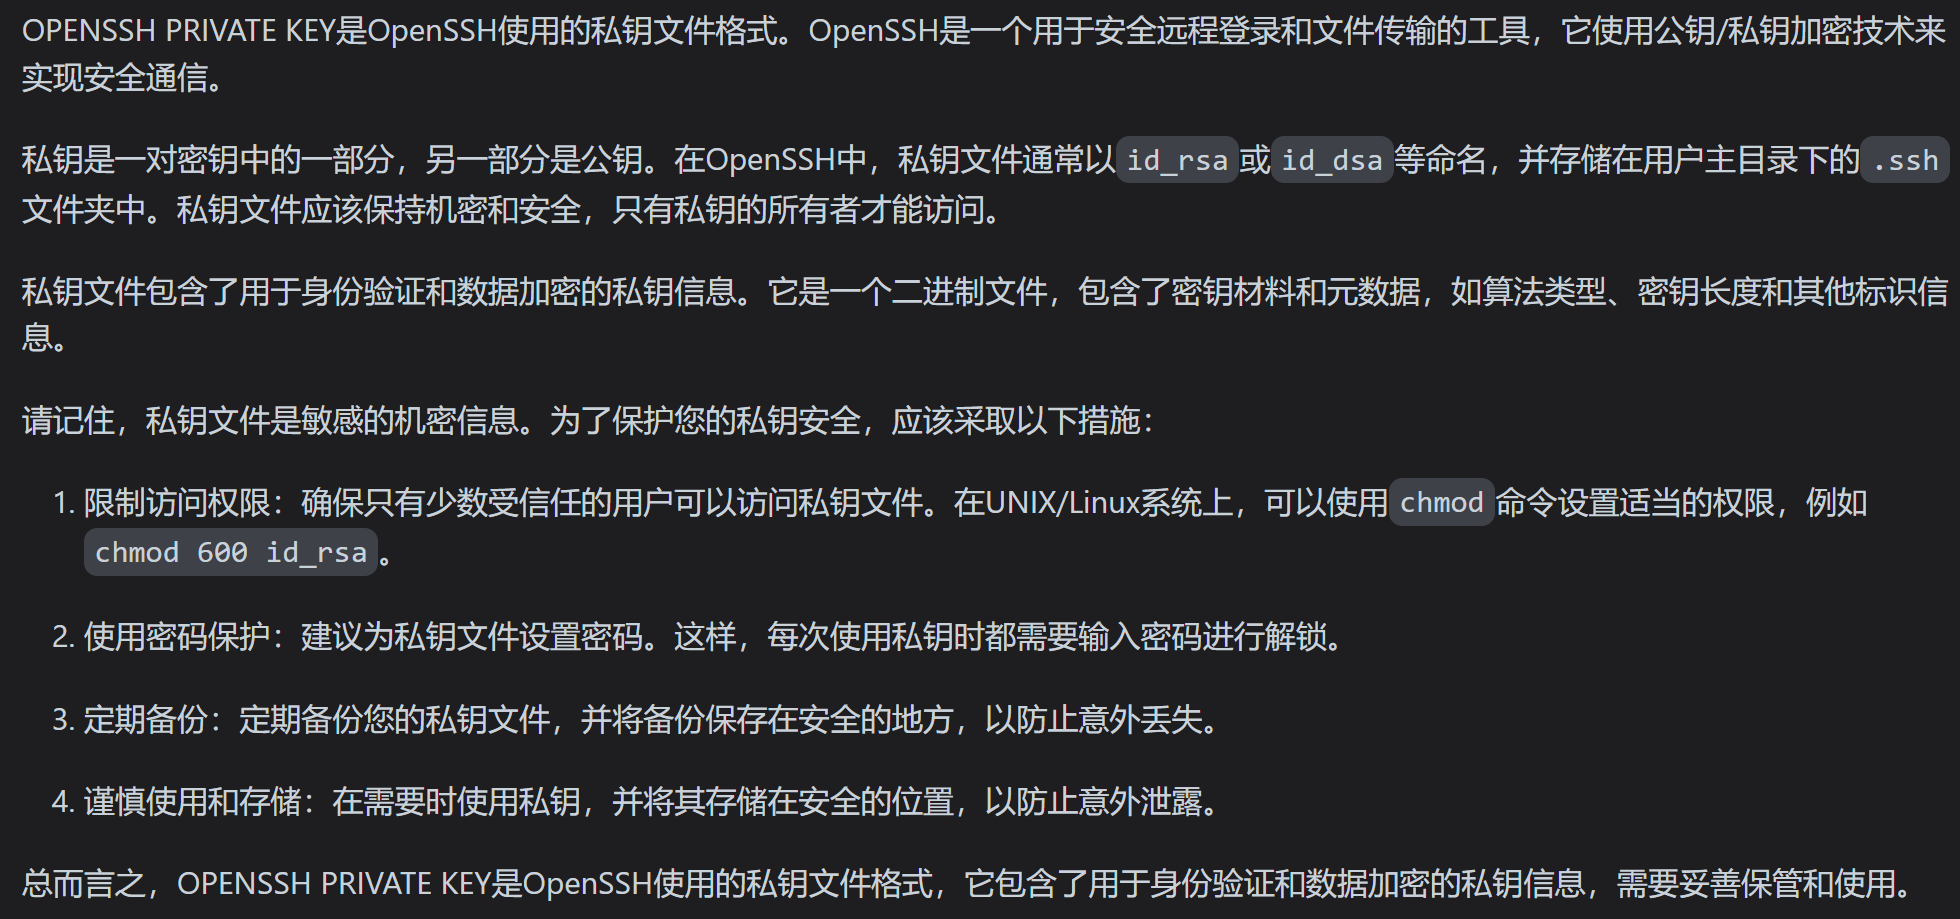 OPENSSH PRIVATE KEY是OpenSSH使用的私钥文件格式。OpenSSH是一个用于安全远程登录和文件传输的工具，它使用公钥/私钥加密技术来
实现安全通信。
私钥是一对密钥中的一部分，另一部分是公钥。在OpenSSH中，私钥文件通常以id_rsa或id_dsa等命名，并存储在用户主目录下的.ssh
文件夹中。私钥文件应该保持机密和安全，只有私钥的所有者才能访问。
私钥文件包含了用于身份验证和数据加密的私钥信息。它是一个二进制文件，包含了密钥材料和元数据，如算法类型、密钥长度和其他标识信
息。
请记住，私钥文件是敏感的机密信息。为了保护您的私钥安全，应该采取以下措施：
1. 限制访问权限：确保只有少数受信任的用户可以访问私钥文件。在UNIX/Linux系统上，可以使用chmod命令设置适当的权限，例如
chmod 600 id_rsa。
2. 使用密码保护：建议为私钥文件设置密码。这样，每次使用私钥时都需要输入密码进行解锁。
3. 定期备份：定期备份您的私钥文件，并将备份保存在安全的地方，以防止意外丢失。
4. 谨慎使用和存储：在需要时使用私钥，并将其存储在安全的位置，以防止意外泄露。
总而言之，OPENSSH PRIVATE KEY是OpenSSH使用的私钥文件格式，它包含了用于身份验证和数据加密的私钥信息，需要妥善保管和使用。